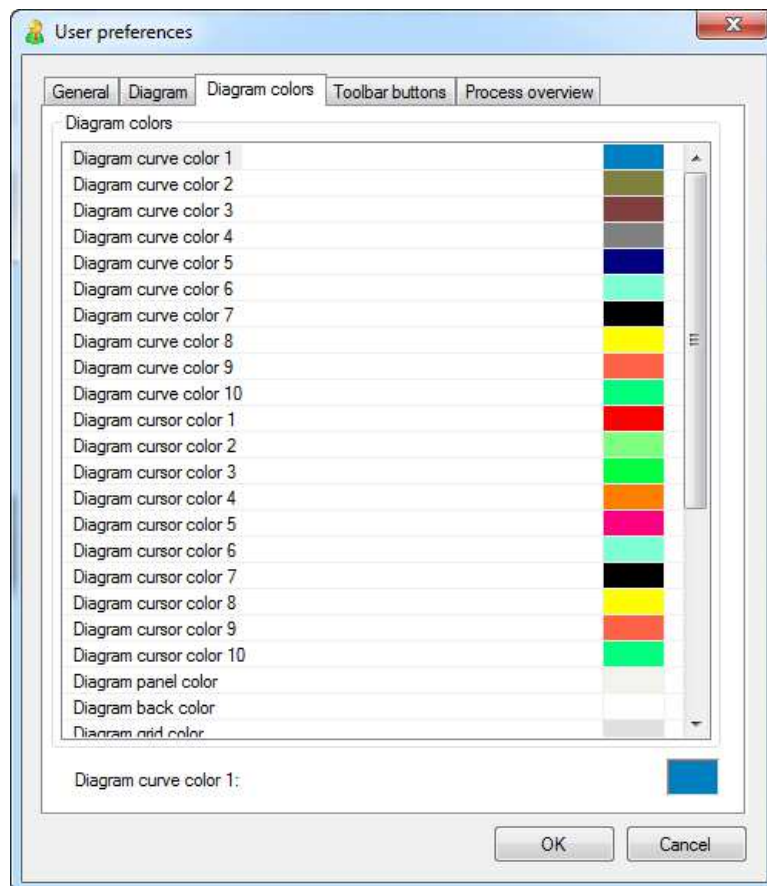 User preferences
General Diagram Diagram colors Toolbar buttons Process overview
Diagram colors
Diagram curve color 1
Diagram curve color 2
Diagram curve color 3
Diagram curve color 4
Diagram curve color 5
Diagram curve color 6
Diagram curve color 7
Diagram curve color 8
Diagram curve color 9
Diagram curve color 10
Diagram cursor color 1
Diagram cursor color 2
Diagram cursor color 3
Diagram cursor color 4
Diagram cursor color 5
Diagram cursor color 6
Diagram cursor color 7
Diagram cursor color 8
Diagram cursor color 9
Diagram cursor color 10
Diagram panel color
Diagram back color
Diagram grid color
Diagram curve color 1:
OK Cancel